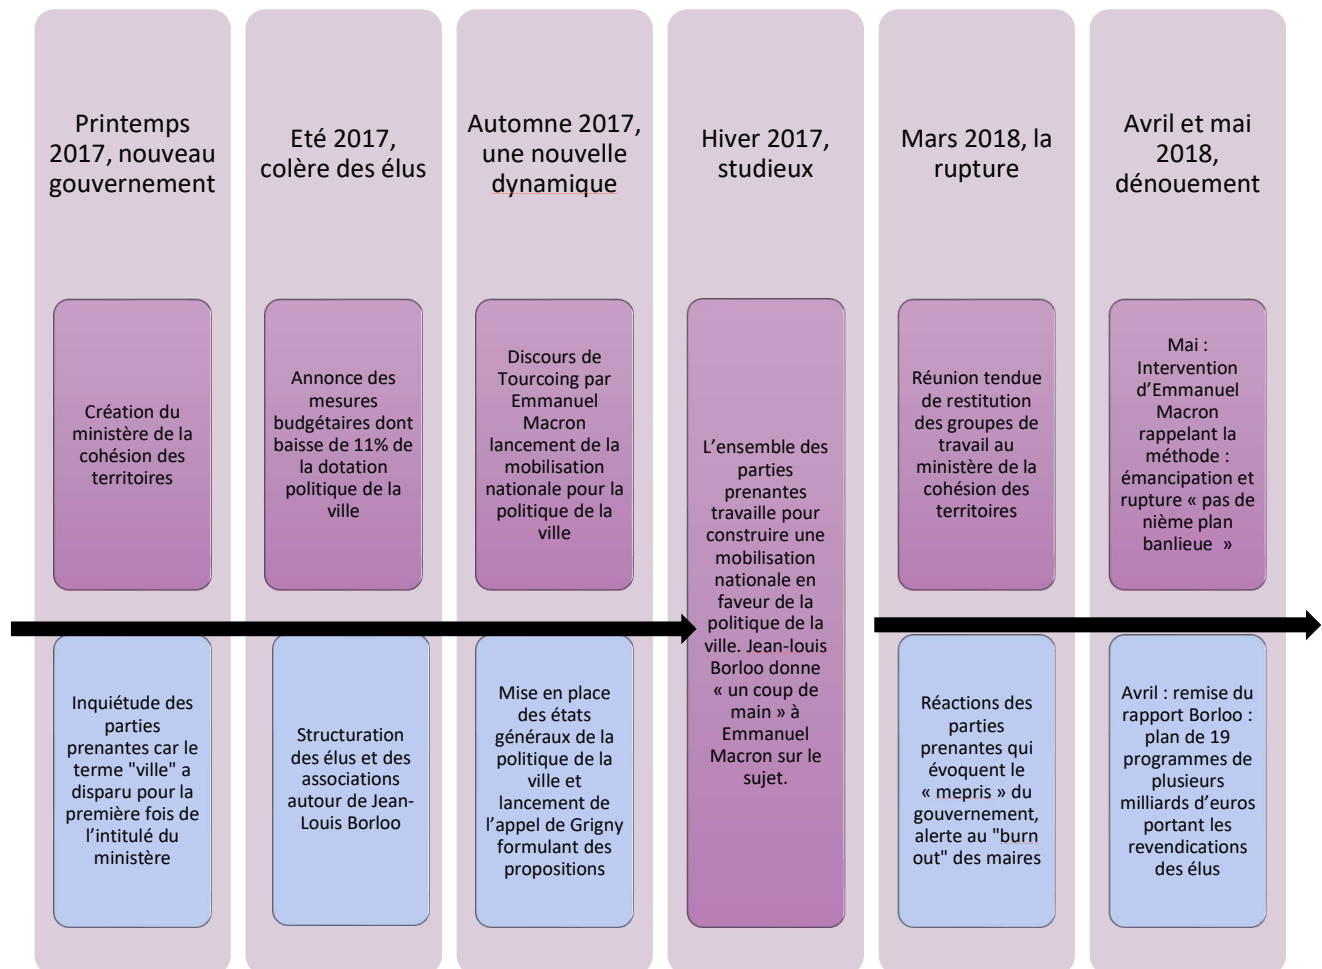 Printemps
2017, nouveau
gouvernement
Création du
ministère de la
cohésion des
territoires
Inquiétude des
parties
prenantes car le
terme "ville" a
disparu pour la
première fois de
l’intitulé du
ministère
Eté 2017,
colère des élus
Annonce des
mesures
budgétaires dont
baisse de 11% de
la dotation
politique de la
ville
Structuration
des élus et des
associations
autour de Jean-
Louis Borloo
Automne 2017,
une nouvelle
dynamique
Discours de
Tourcoing par
Emmanuel
Macron
lancement de la
mobilisation
nationale pour la
politique de la
ville
Mise en place
des états
généraux de la
politique de la
ville et
lancement de
l’appel de Grigny
formulant des
propositions
Hiver 2017,
studieux
L’ensemble des
parties
prenantes
travaille pour
construire une
mobilisation
nationale en
faveur de la
politique de la
ville. Jean-louis
Borloo donne
« un coup de
main » à
Emmanuel
Macron sur le
sujet.
Mars 2018, la
rupture
Réunion tendue
de restitution
des groupes de
travail au
ministère de la
cohésion des
territoires
Réactions des
parties
prenantes qui
évoquent le
« mepris » du
gouvernement,
alerte au "burn
out" des maires
Avril et mai
2018,
dénouement
Mai :
Intervention
d’Emmanuel
Macron
rappelant la
méthode :
émancipation et
rupture « pas de
nième plan
banlieue  »
Avril : remise du
rapport Borloo :
plan de 19
programmes de
plusieurs
milliards d’euros
portant les
revendications
des élus